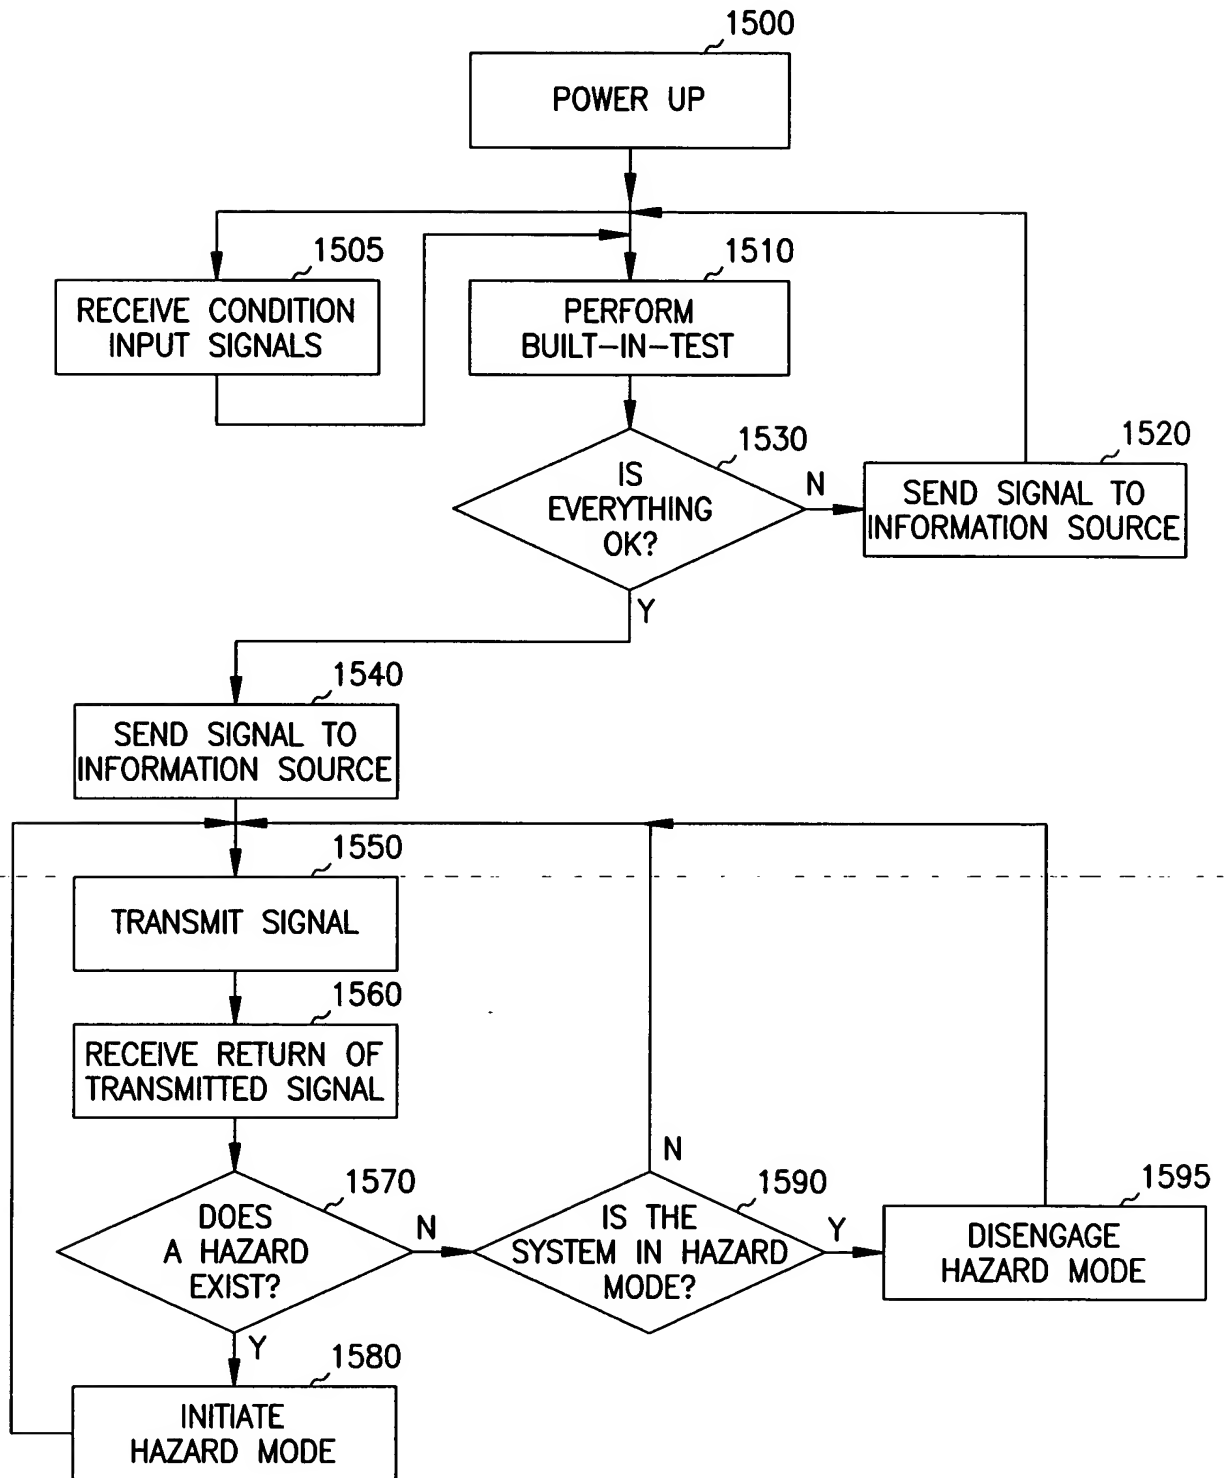 1500
POWER UP
1505
RECEIVE CONDITION
INPUT SIGNALS
1510
PERFORM
BUILT-IN-TEST
1530
IS
EVERYTHING
OK?
N
Y
1520
SEND SIGNAL TO
INFORMATION SOURCE
1540
SEND SIGNAL TO
INFORMATION SOURCE
1550
TRANSMIT SIGNAL
1560
RECEIVE RETURN OF
TRANSMITTED SIGNAL
1570
DOES
A HAZARD
EXIST?
N
Y
1590
IS THE
SYSTEM IN HAZARD
MODE?
N
Y
1595
DISENGAGE
HAZARD MODE
1580
INITIATE
HAZARD MODE